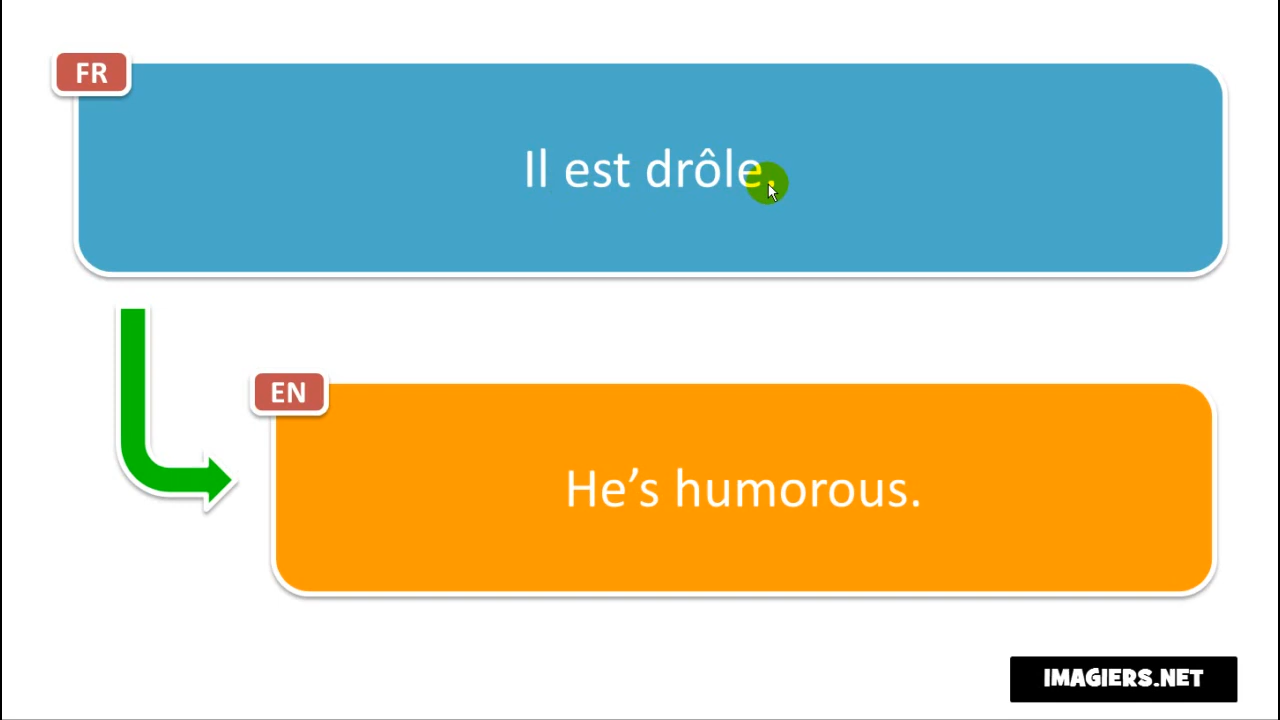 FR
Il est drôle.
EN
He’s humorous.
IMAGIERS.NET